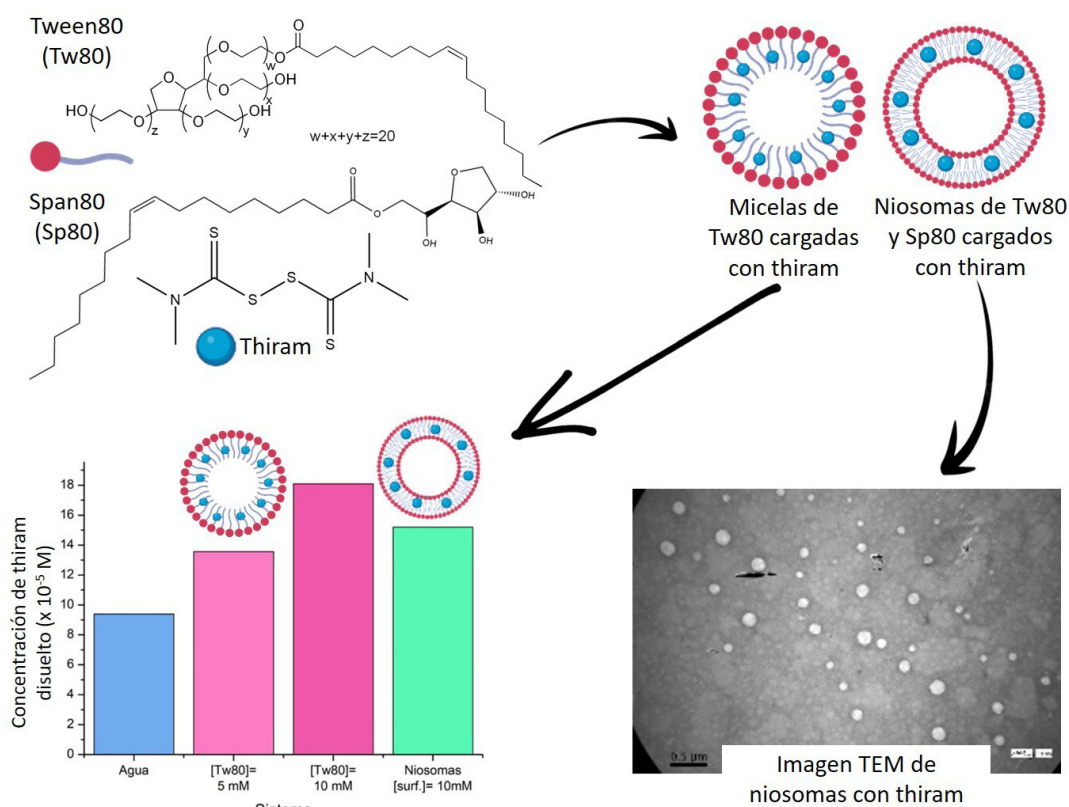 Tween80
(Tw80)
O
O
O
w
O
O
OH
x
HO
O
z
O
OH
y
w+x+y+z=20
Span80
(Sp80)
O
O
O
OH
OH
OH
S
N
S
S
N
S
Thiram
Micelas de
Tw80 cargadas
con thiram
Niosomas de Tw80
y Sp80 cargados
con thiram
Concentración de thiram
disuelto (x 10⁻⁵ M)
18
16
14
12
10
8
6
4
2
0
Agua
[Tw80]=
5 mM
[Tw80]=
10 mM
Niosomas
[surf.]= 10mM
0.5 µm
Imagen TEM de
niosomas con thiram